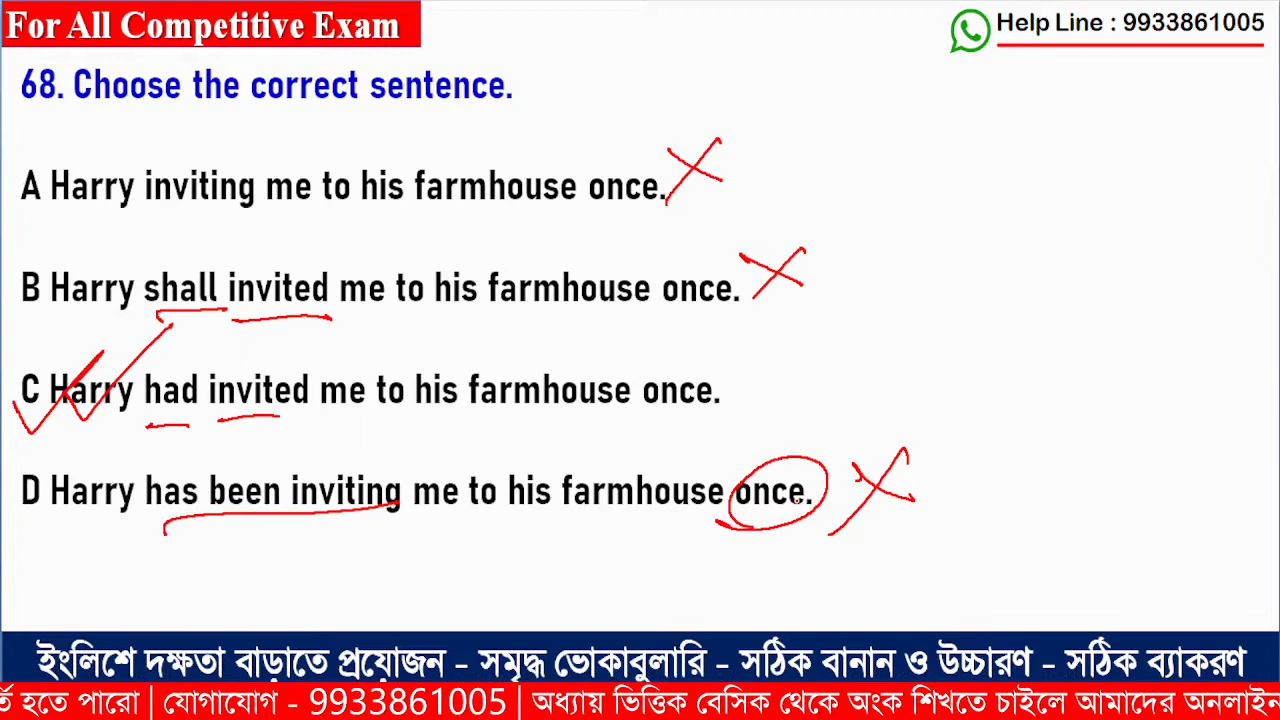 For All Competitive Exam
Help Line : 9933861005
68. Choose the correct sentence.
A Harry inviting me to his farmhouse once.
B Harry shall invited me to his farmhouse once.
C Harry had invited me to his farmhouse once.
D Harry has been inviting me to his farmhouse once.
ইংলিশে দক্ষতা বাড়াতে প্রযোজন - সমৃদ্ধ ভোকাবুলারি - সঠিক বানান ও উচ্চারণ - সঠিক ব্যাকরণ
হতে পারো | যোগাযোগ - 9933861005 | অধ্যায় ভিত্তিক বেসিক থেকে অংক শিখতে চাইলে আমাদের